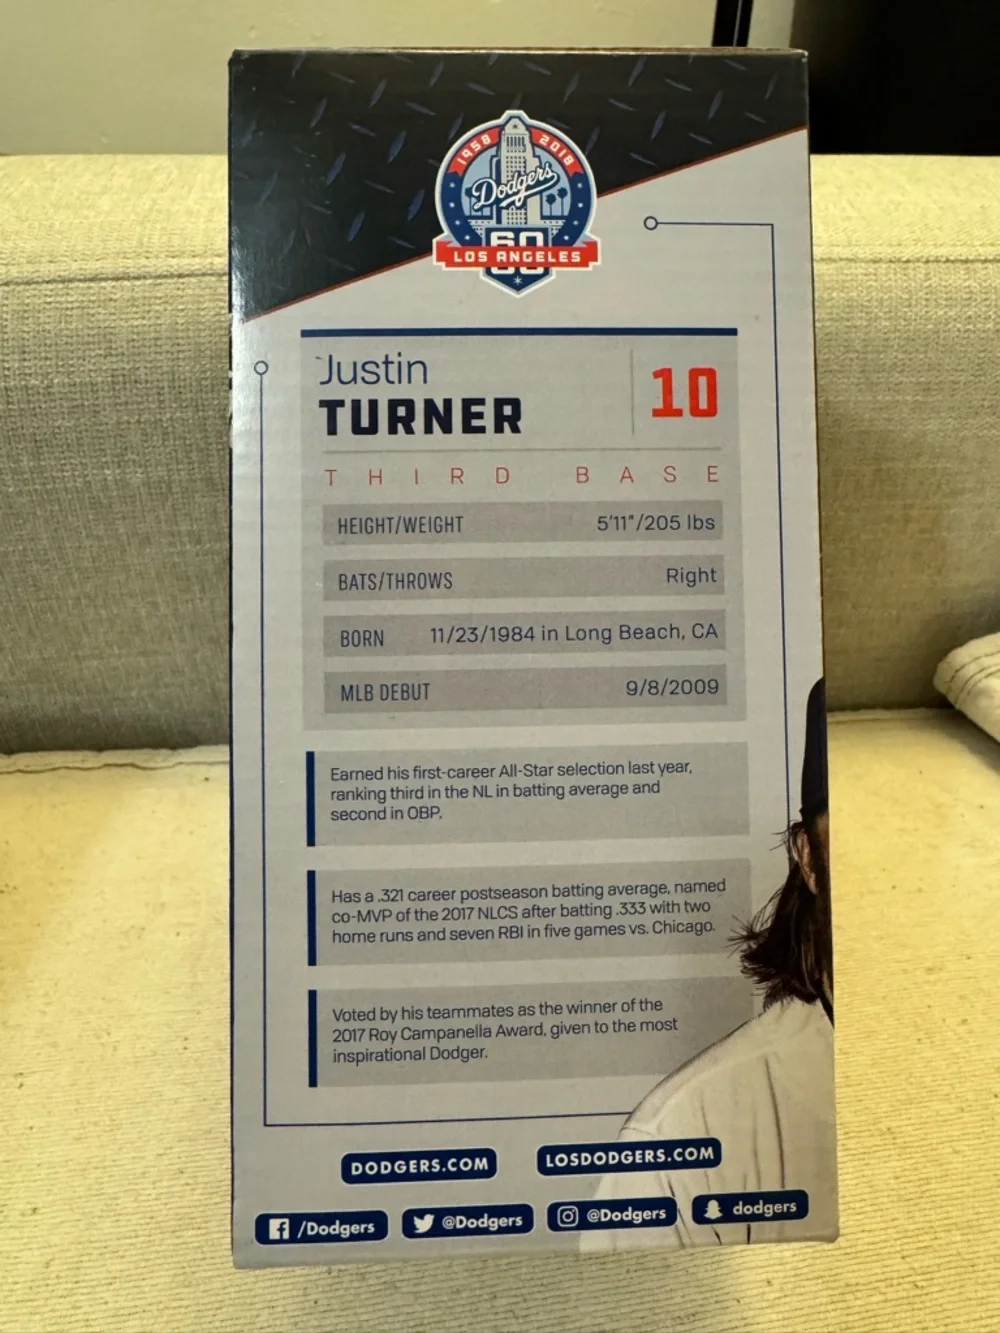 1958 2018
Dodgers
60
LOS ANGELES
Justin
TURNER
10
THIRD BASE
HEIGHT/WEIGHT 5'11"/205 lbs
BATS/THROWS Right
BORN 11/23/1984 in Long Beach, CA
MLB DEBUT 9/8/2009
Earned his first-career All-Star selection last year,
ranking third in the NL in batting average and
second in OBP.
Has a .321 career postseason batting average, named
co-MVP of the 2017 NLCS after batting .333 with two
home runs and seven RBI in five games vs. Chicago.
Voted by his teammates as the winner of the
2017 Roy Campanella Award, given to the most
inspirational Dodger.
DODGERS.COM LOSDODGERS.COM
/Dodgers @Dodgers @Dodgers dodgers